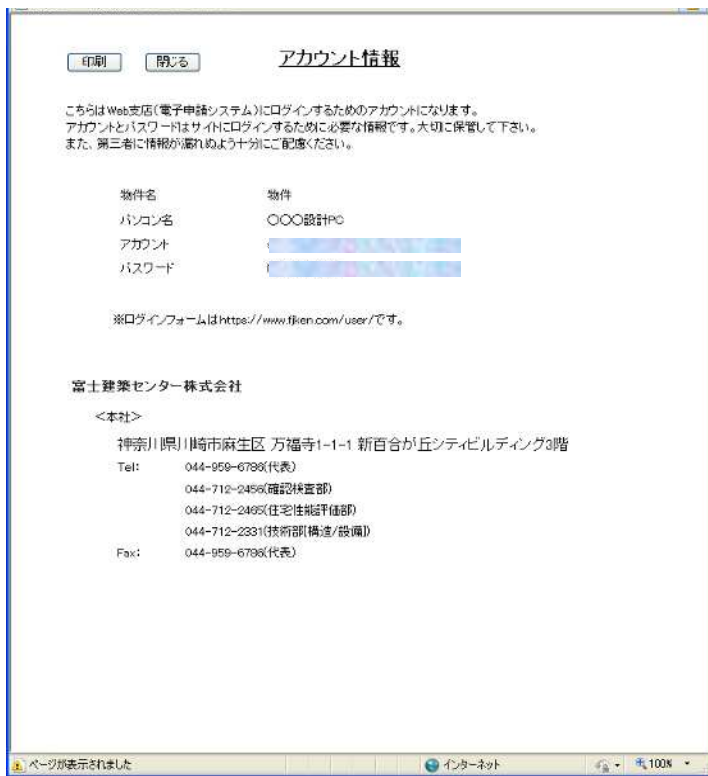 印刷 閉じる アカウント情報
こちらはWeb支店(電子申請システム)にログインするためのアカウントになります。
アカウントとパスワードはサイトにログインするために必要な情報です。大切に保管して下さい。
また、第三者に情報が漏れぬよう十分にご配慮ください。
物件名 物件
パソコン名 〇〇〇設計PC
アカウント
パスワード
※ログインフォームはhttps://www.fjken.com/user/です。
富士建築センター株式会社
<本社>
神奈川県川崎市麻生区 万福寺1-1-1 新百合が丘シティビルディング3階
Tel: 044-959-6786(代表)
044-712-2456(確認検査部)
044-712-2465(住宅性能評価部)
044-712-2331(技術部[構造/設備])
Fax: 044-959-6796(代表)
ページが表示されました インターネット 100%